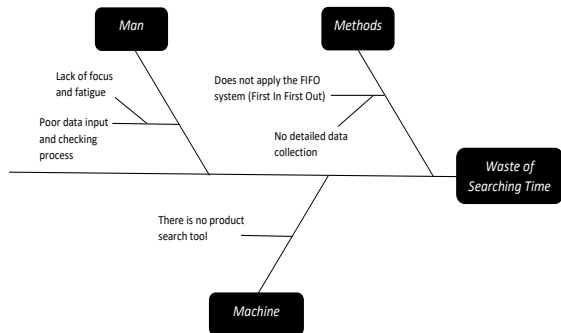 Man
Methods
Lack of focus
and fatigue
Does not apply the FIFO
system (First In First Out)
Poor data input
and checking
process
No detailed data
collection
Waste of
Searching Time
There is no product
search tool
Machine